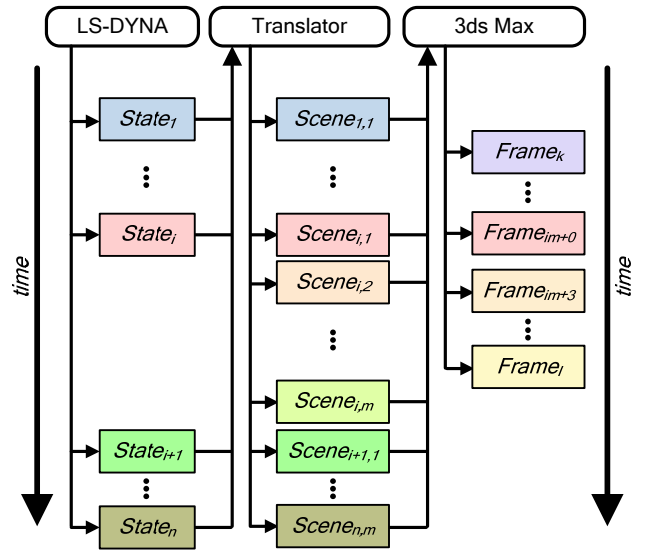 LS-DYNA
Translator
3ds Max
State1
Scene1,1
Framek
Statei
Scenei,1
Frameim+0
Scenei,2
Frameim+3
time
time
Framel
Scenei,m
Statei+1
Scenei+1,1
Staten
Scenen,m